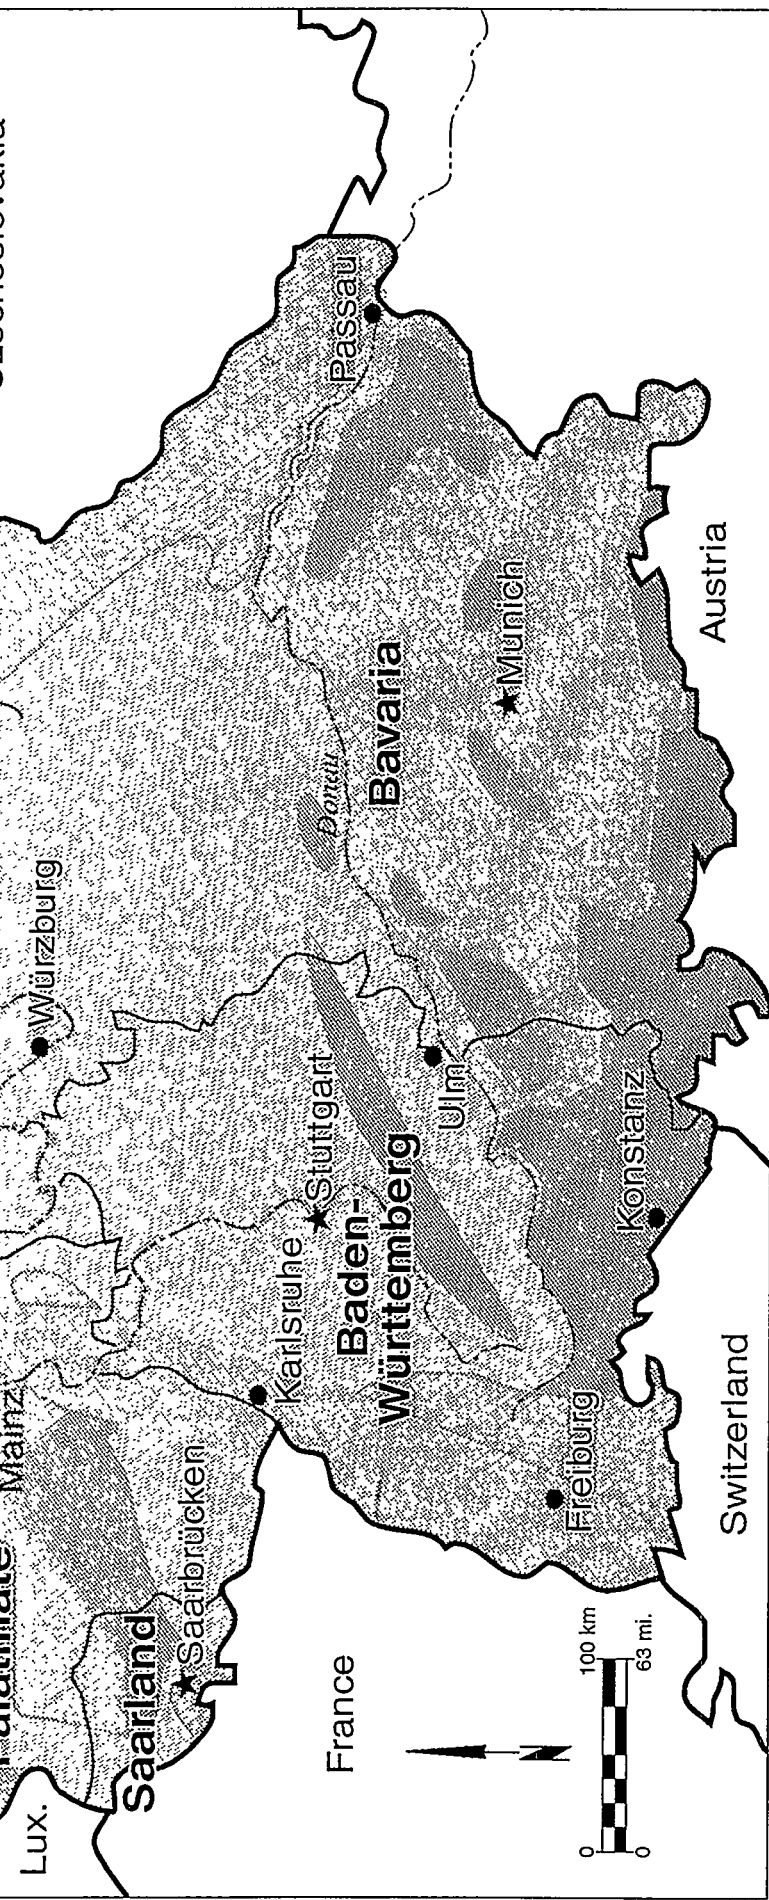 Czechoslovakia
Palatinate
Mainz
Lux.
Würzburg
Saarland
Saarbrücken
Karlsruhe
Stuttgart
Donau
Passau
France
Baden-
Württemberg
Bavaria
Ulm
Munich
Freiburg
Konstanz
0
100 km
0
63 mi.
Switzerland
Austria